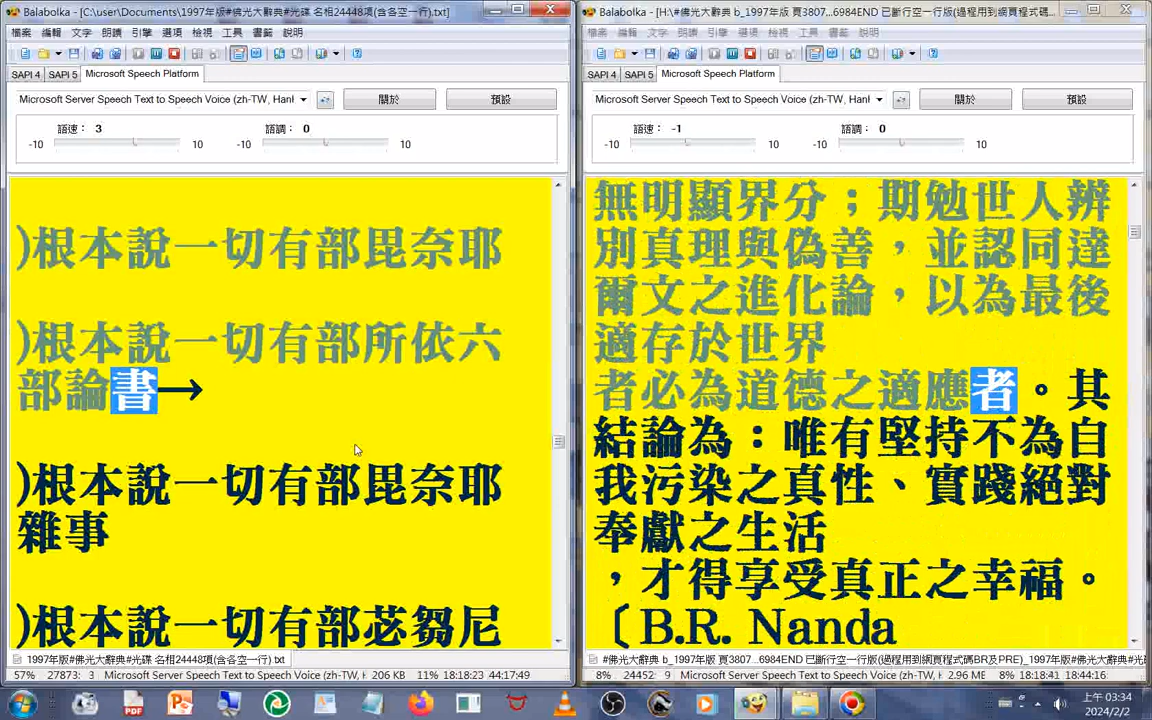 Balabolka - [C:\user\Documents\1997年版#佛光大辭典#光碟 名相24448項(含各空一行).txt]
檔案 編輯 文字 朗讀 引擎 選項 檢視 工具 書籤 說明
SAPI 4 SAPI 5 Microsoft Speech Platform
Microsoft Server Speech Text to Speech Voice (zh-TW, Hanl
關於 預設
語速： 3 語調： 0
-10 10 -10 10
)根本說一切有部毘奈耶
)根本說一切有部所依六
部論書→
)根本說一切有部毘奈耶
雜事
)根本說一切有部苾芻尼
1997年版#佛光大辭典#光碟 名相24448項(含各空一行).txt
57% 27873: 3 Microsoft Server Speech Text to Speech Voice (zh-TW, H 206 KB 11% 18:18:23 44:17:49
Balabolka - [H:\#佛光大辭典 b_1997年版 頁3807...6984END 已斷行空一行版(過程用到網頁程式碼...
檔案 編輯 文字 朗讀 引擎 選項 檢視 工具 書籤 說明
SAPI 4 SAPI 5 Microsoft Speech Platform
Microsoft Server Speech Text to Speech Voice (zh-TW, Hanl
關於 預設
語速： -1 語調： 0
-10 10 -10 10
無明顯界分；期勉世人辨
別真理與偽善，並認同達
爾文之進化論，以為最後
適存於世界
者必為道德之適應者。其
結論為：唯有堅持不為自
我污染之真性、實踐絕對
奉獻之生活
，才得享受真正之幸福。
〔B.R. Nanda
#佛光大辭典 b_1997年版 頁3807...6984END 已斷行空一行版(過程用到網頁程式碼BR及PRE)_1997年版#光
8% 24452: 9 Microsoft Server Speech Text to Speech Voice (zh-TW, H 2.96 ME 8% 18:18:41 18:44:16
上午 03:34
2024/2/2